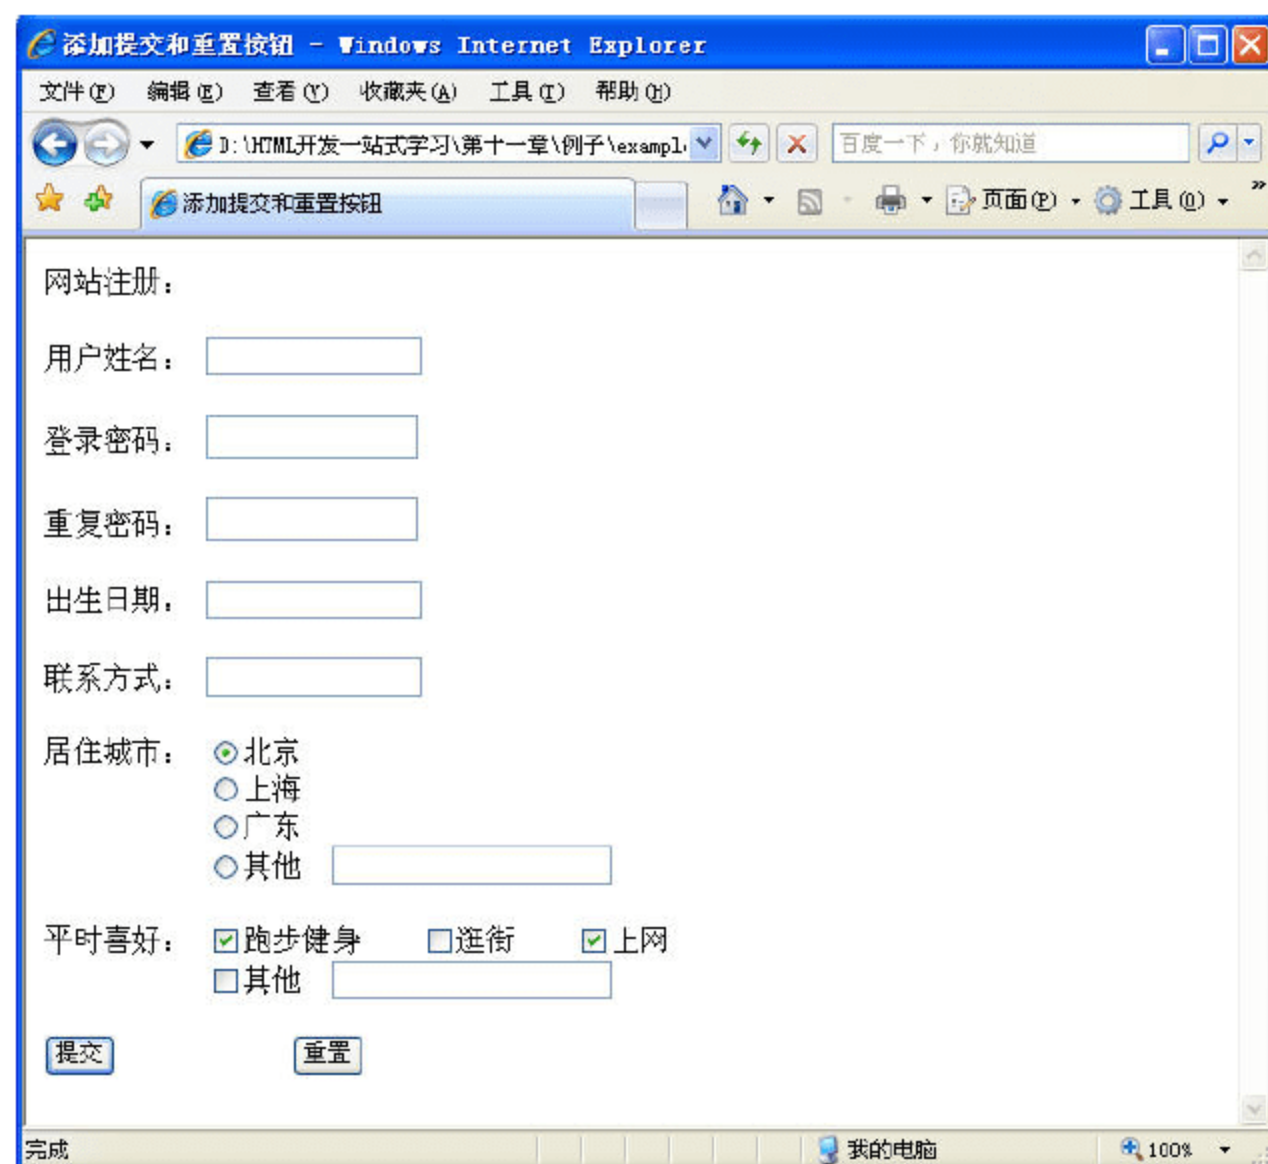 添加提交和重置按钮 - Windows Internet Explorer
文件(F) 编辑(E) 查看(V) 收藏夹(A) 工具(T) 帮助(H)
D:\HTML开发一站式学习\第十一章\例子\exampl 百度一下，你就知道
添加提交和重置按钮 页面(P) 工具(O) »
网站注册：
用户姓名：
登录密码：
重复密码：
出生日期：
联系方式：
居住城市： 北京
上海
广东
其他
平时喜好： 跑步健身 逛街 上网
其他
提交 重置
完成 我的电脑 100%